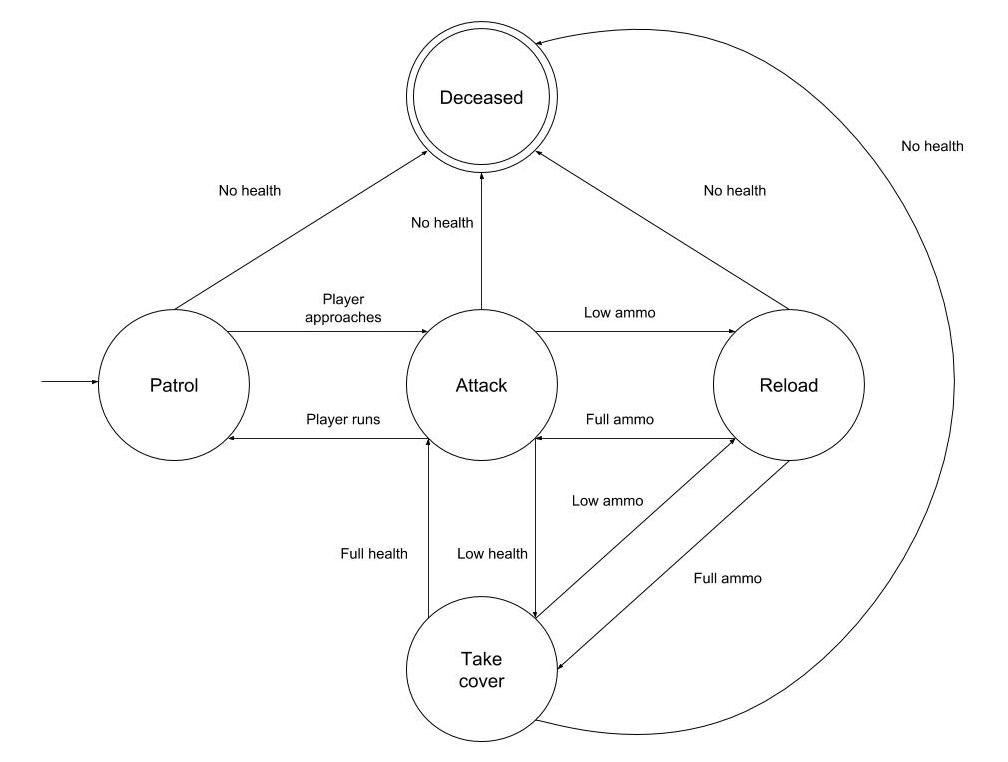 Deceased
No health
No health
No health
No health
Player
approaches
Low ammo
Patrol
Attack
Reload
Player runs
Full ammo
Low ammo
Full health
Low health
Full ammo
Take
cover